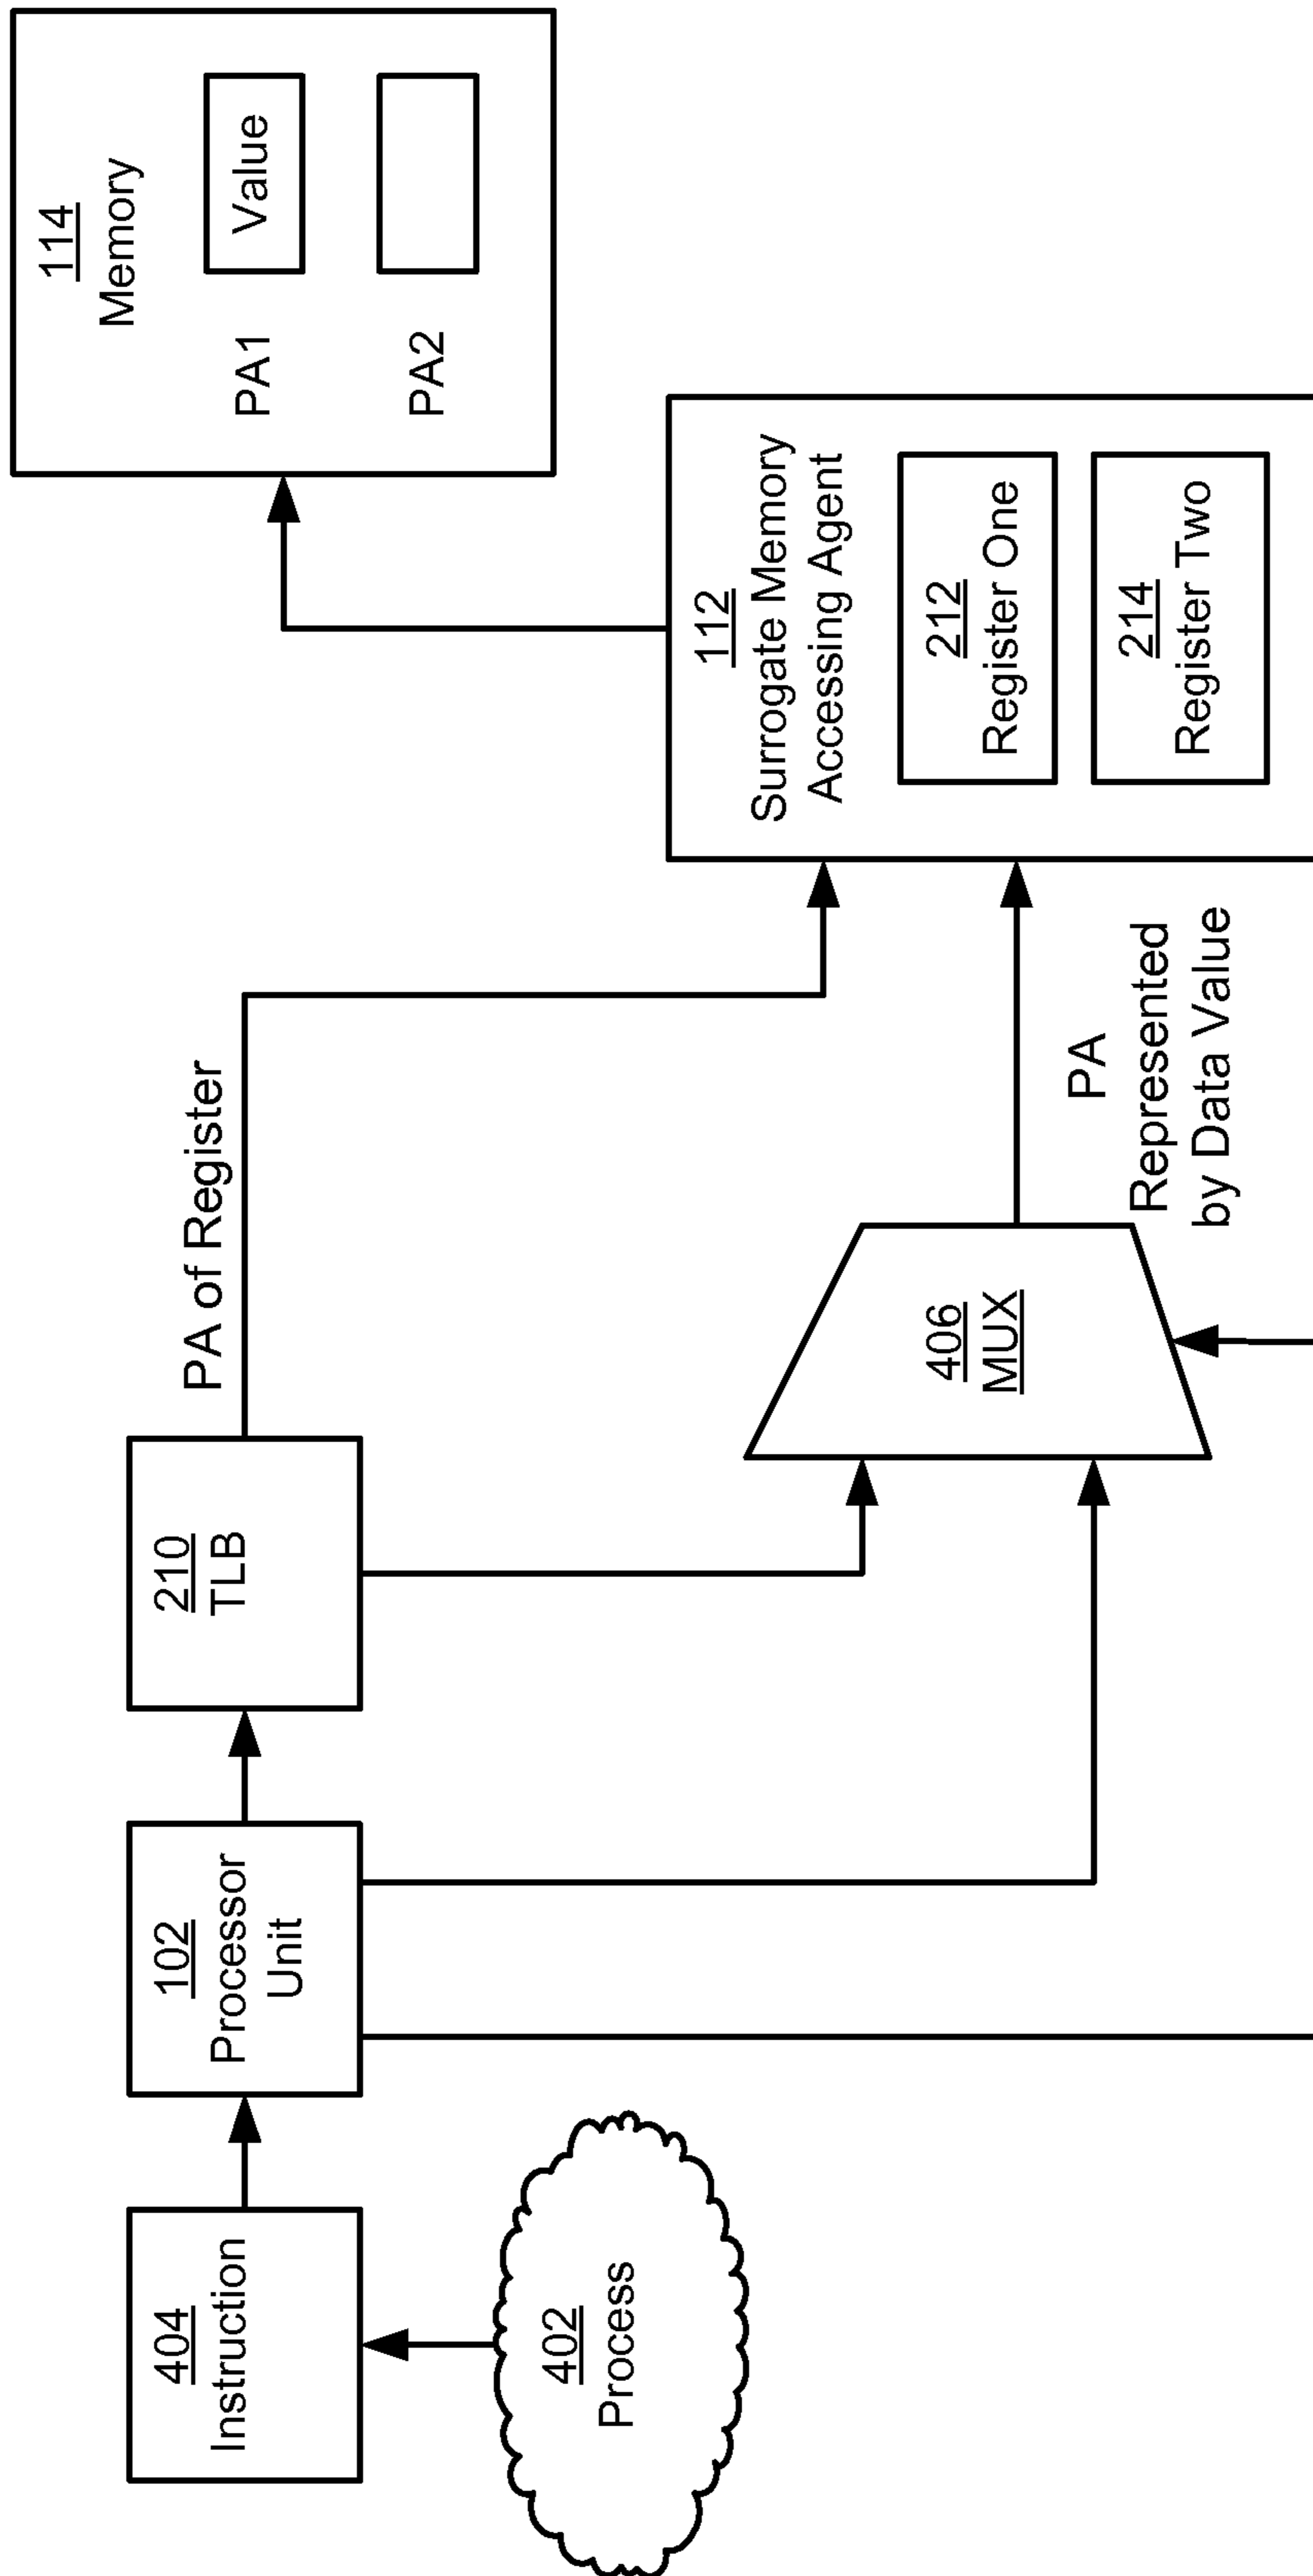 404
Instruction
402
Process
102
Processor
Unit
210
TLB
PA of Register
406
MUX
PA
Represented
by Data Value
112
Surrogate Memory
Accessing Agent
212
Register One
214
Register Two
114
Memory
PA1
Value
PA2